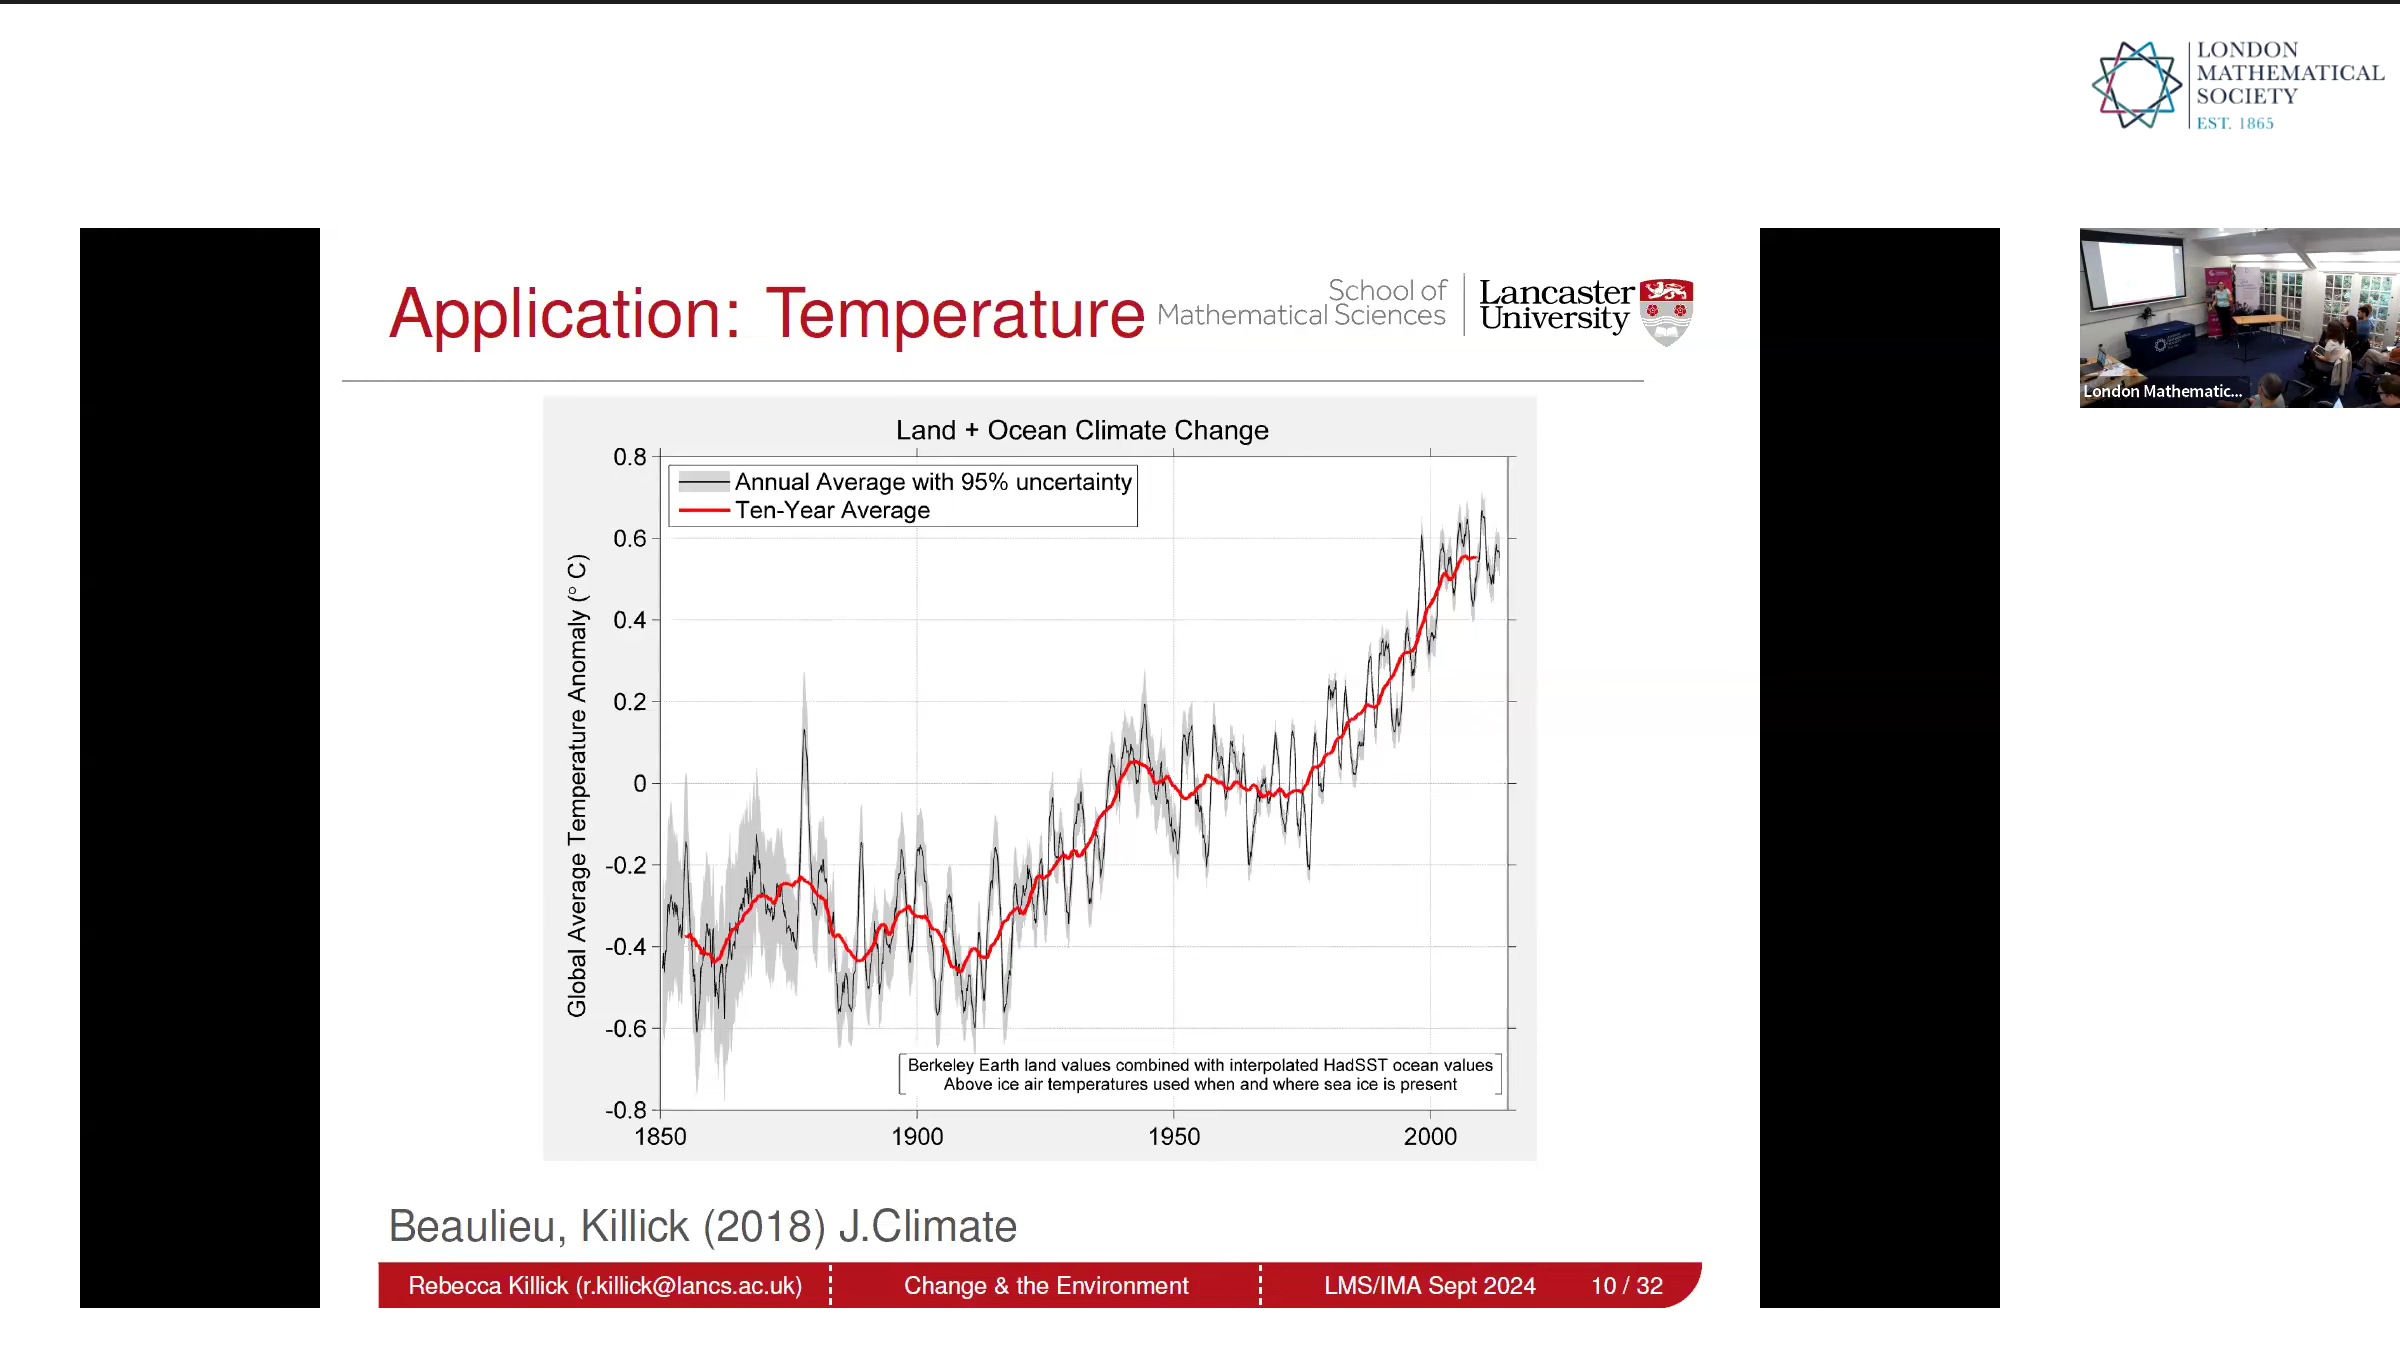 LONDON
MATHEMATICAL
SOCIETY
EST. 1865
Application: Temperature
School of
Mathematical Sciences
Lancaster
University
London Mathematic...
Land + Ocean Climate Change
Annual Average with 95% uncertainty
Ten-Year Average
Global Average Temperature Anomaly (° C)
0.8
0.6
0.4
0.2
0
-0.2
-0.4
-0.6
-0.8
Berkeley Earth land values combined with interpolated HadSST ocean values
Above ice air temperatures used when and where sea ice is present
1850 1900 1950 2000
Beaulieu, Killick (2018) J.Climate
Rebecca Killick (r.killick@lancs.ac.uk) Change & the Environment LMS/IMA Sept 2024 10 / 32